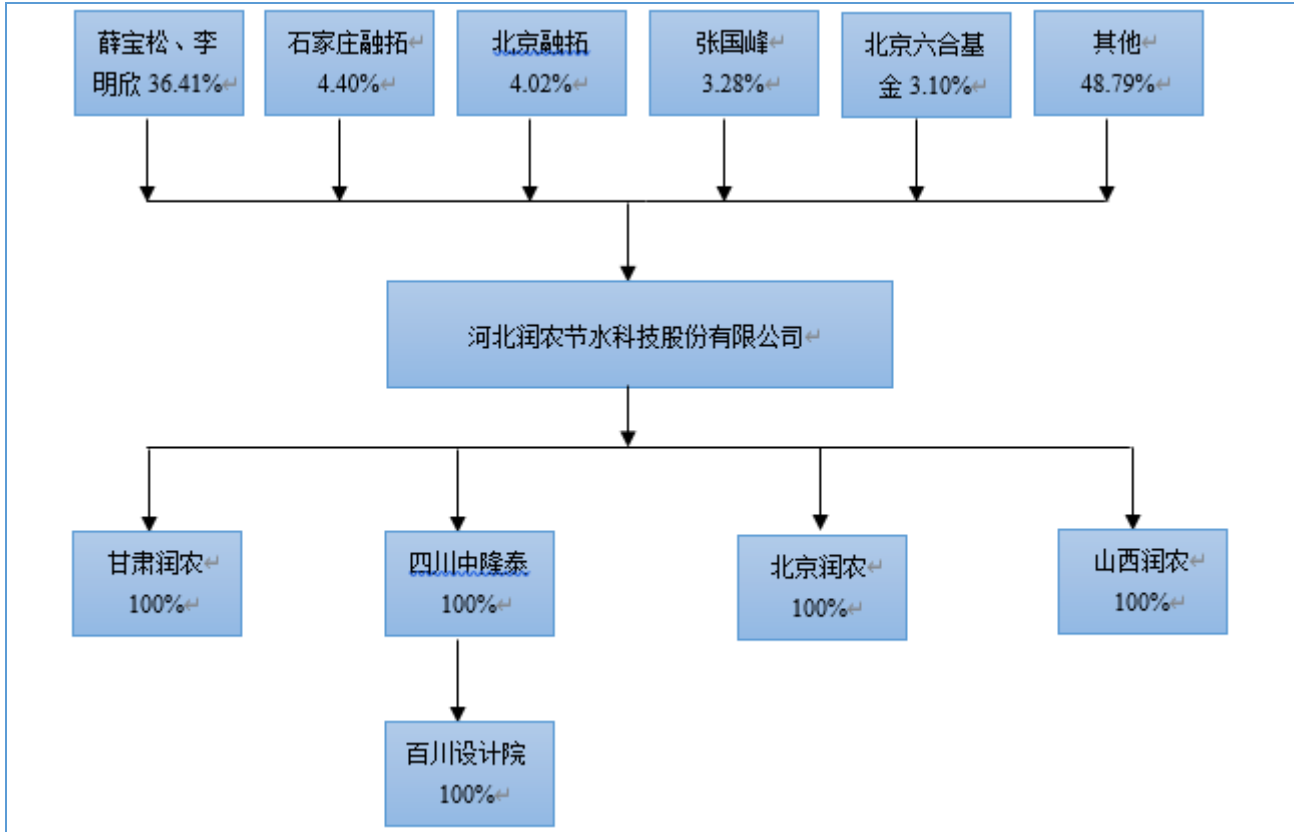 薛宝松、李
明欣 36.41%↵
石家庄融拓↵
4.40%↵
北京融拓
4.02%↵
张国峰↵
3.28%↵
北京六合基
金 3.10%↵
其他↵
48.79%↵
河北润农节水科技股份有限公司↵
甘肃润农↵
100%↵
四川中隆泰
100%↵
北京润农↵
100%↵
山西润农↵
100%↵
百川设计院
100%↵